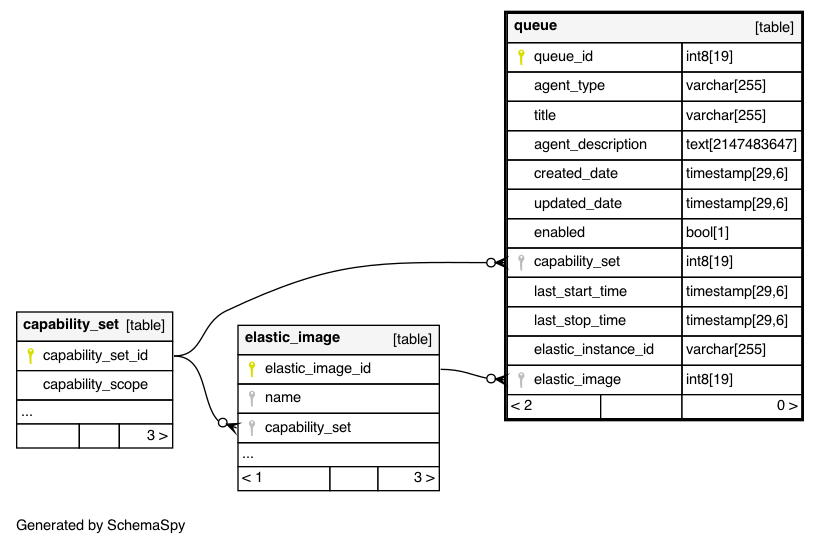 queue [table]
queue_id int8[19]
agent_type varchar[255]
title varchar[255]
agent_description text[2147483647]
created_date timestamp[29,6]
updated_date timestamp[29,6]
enabled bool[1]
capability_set int8[19]
last_start_time timestamp[29,6]
last_stop_time timestamp[29,6]
elastic_instance_id varchar[255]
elastic_image int8[19]
< 2 0 >
capability_set [table]
capability_set_id
capability_scope
...
3 >
elastic_image [table]
elastic_image_id
name
capability_set
...
< 1 3 >
Generated by SchemaSpy